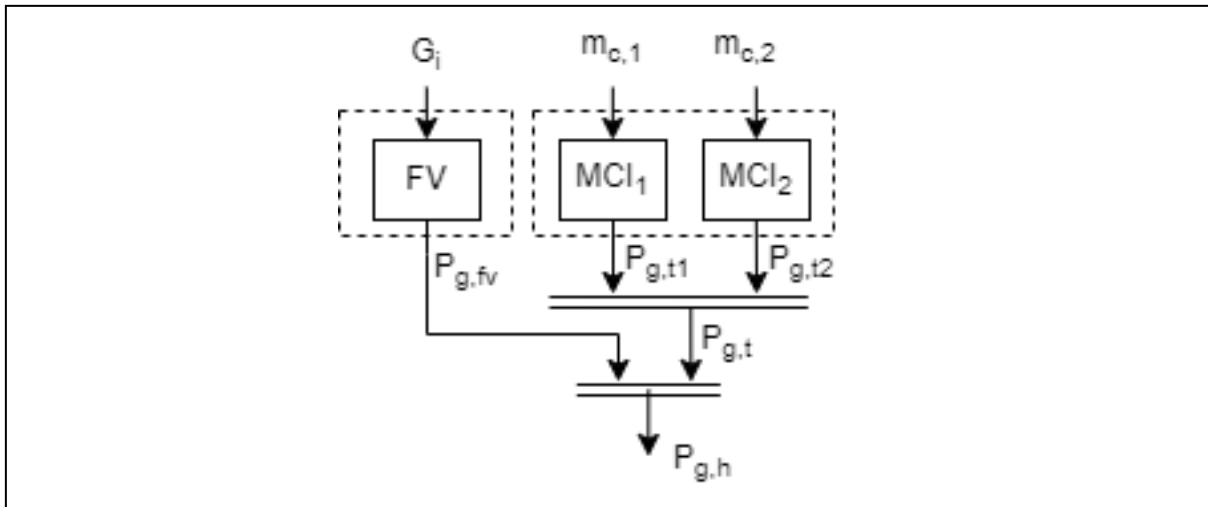 G_i m_c,1 m_c,2
FV MCI_1 MCI_2
P_g,fv P_g,t1 P_g,t2
P_g,t
P_g,h